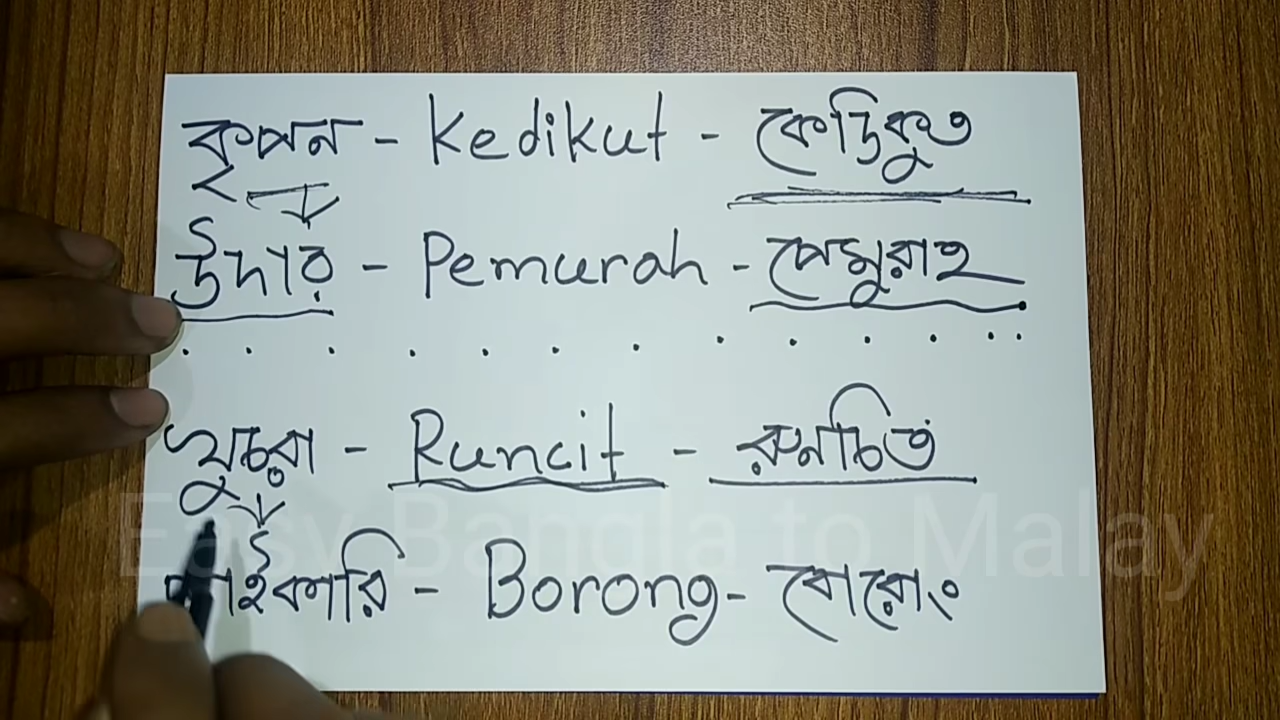 কৃপন - Kedikut - কেডিকুত
উদার - Pemurah - পেমুরাহ
খুচরা - Runcit - রুনচিত
Easy Bangla to Malay
পাইকারি - Borong - বোরোং